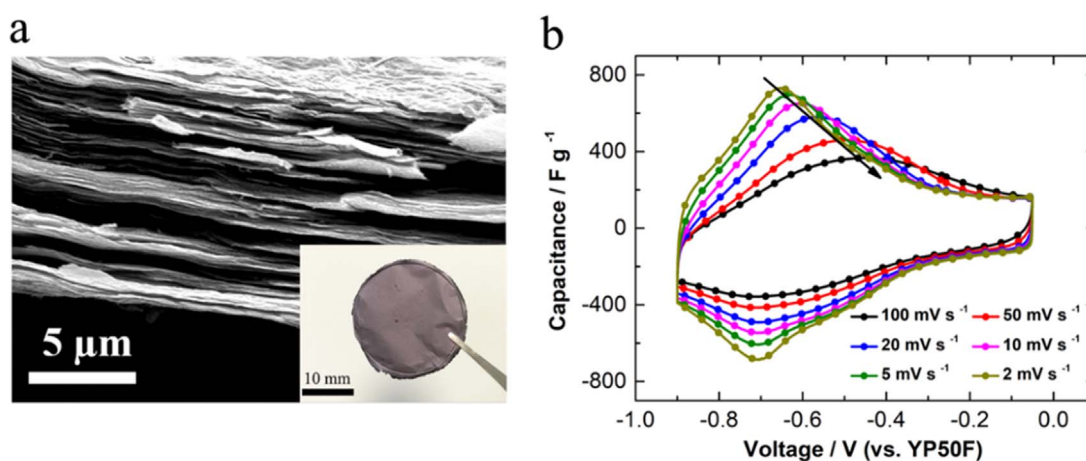 a
5 µm
10 mm
b
Capacitance / F g⁻¹
800
400
0
-400
-800
100 mV s⁻¹
50 mV s⁻¹
20 mV s⁻¹
10 mV s⁻¹
5 mV s⁻¹
2 mV s⁻¹
-1.0 -0.8 -0.6 -0.4 -0.2 0.0
Voltage / V (vs. YP50F)